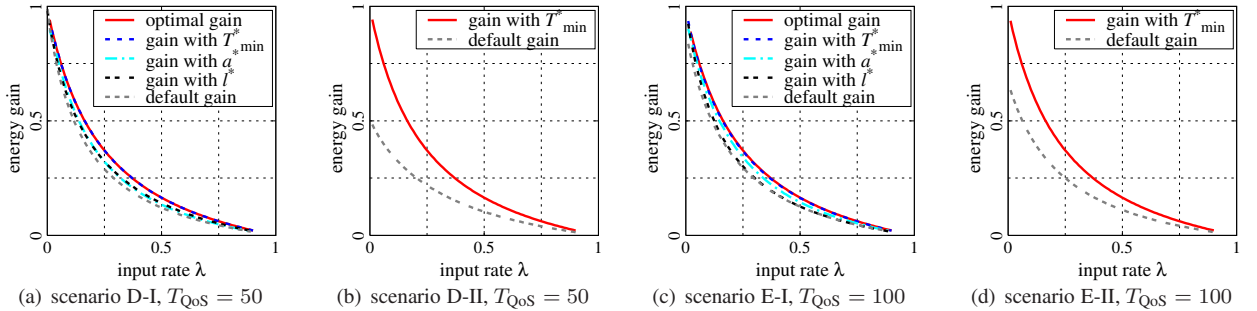 energy gain
1
0.5
0
optimal gain
gain with T*min
gain with a*
gain with l*
default gain
0
0.5
1
input rate λ
(a) scenario D-I, TQoS = 50
energy gain
1
0.5
0
gain with T*min
default gain
0
0.5
1
input rate λ
(b) scenario D-II, TQoS = 50
energy gain
1
0.5
0
optimal gain
gain with T*min
gain with a*
gain with l*
default gain
0
0.5
1
input rate λ
(c) scenario E-I, TQoS = 100
energy gain
1
0.5
0
gain with T*min
default gain
0
0.5
1
input rate λ
(d) scenario E-II, TQoS = 100